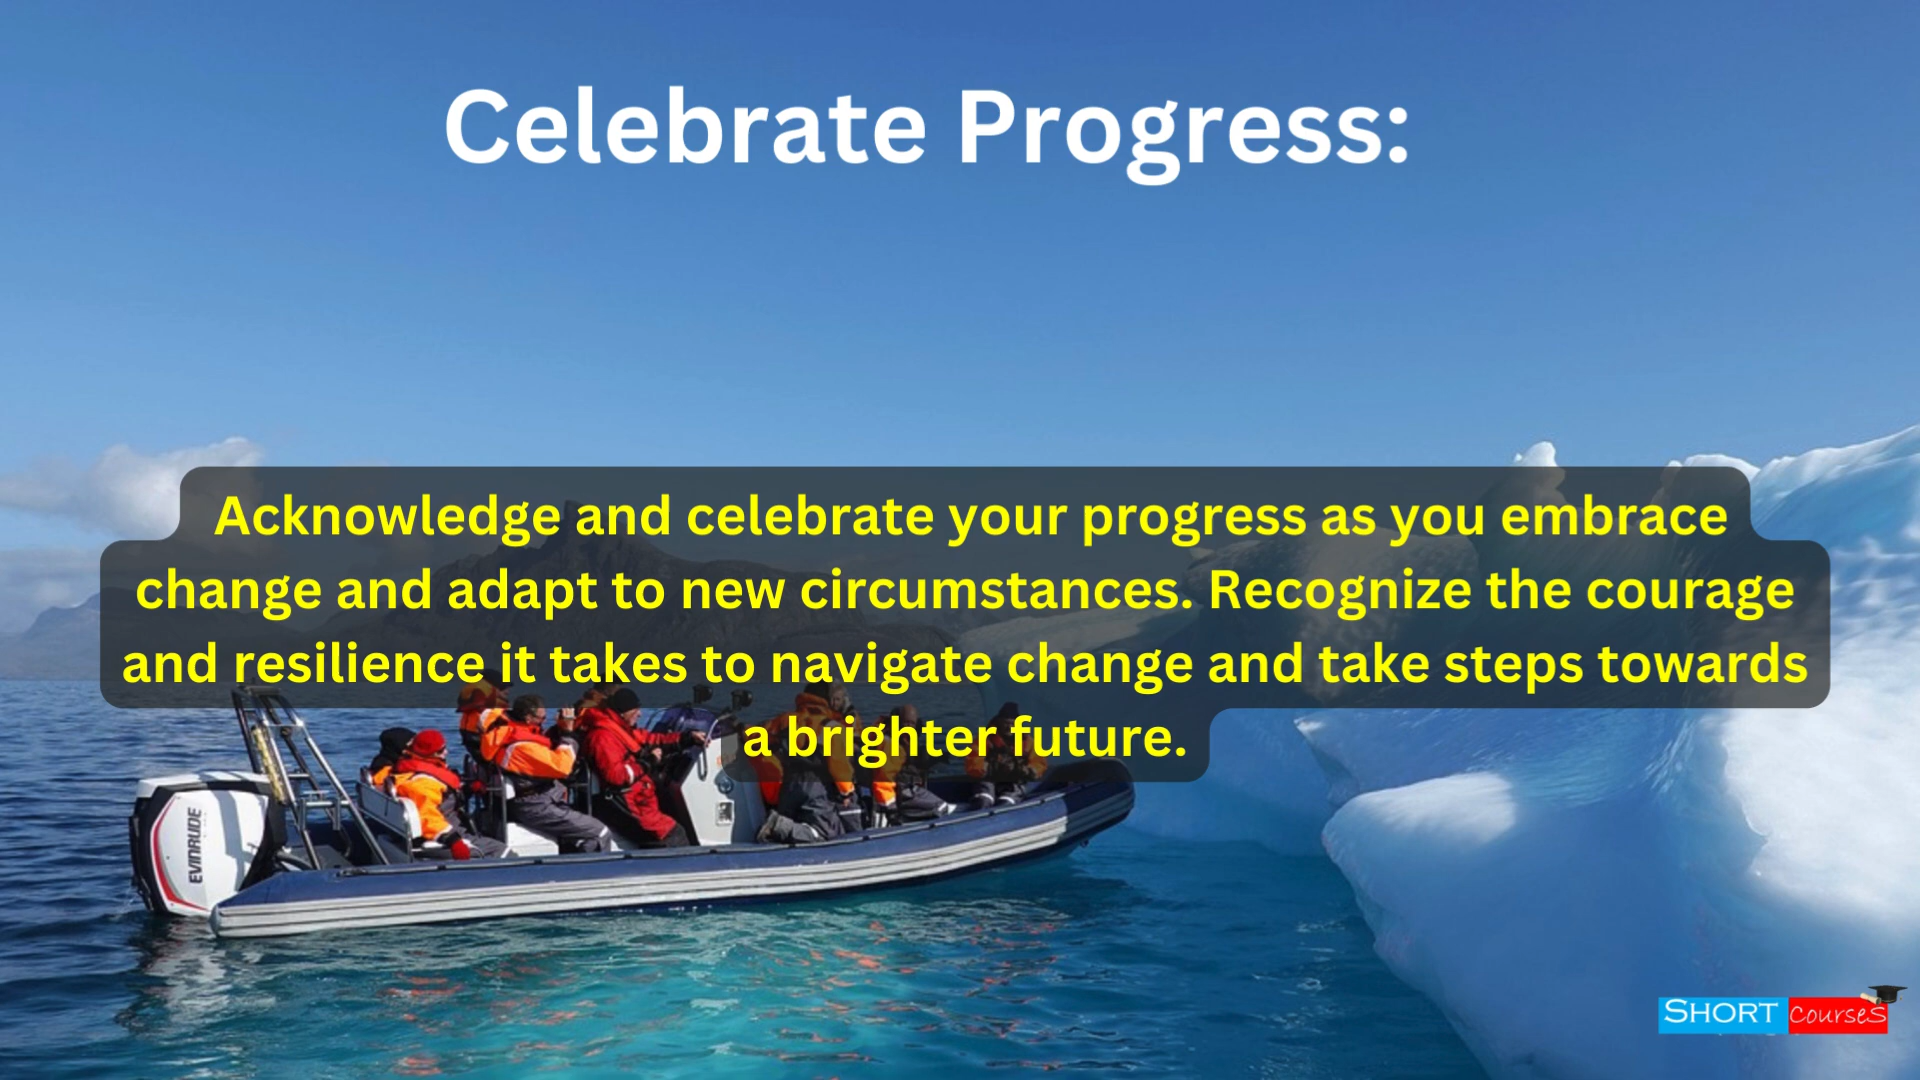 Celebrate Progress:
Acknowledge and celebrate your progress as you embrace
change and adapt to new circumstances. Recognize the courage
and resilience it takes to navigate change and take steps towards
a brighter future.
EVINRUDE
SHORT CourseS